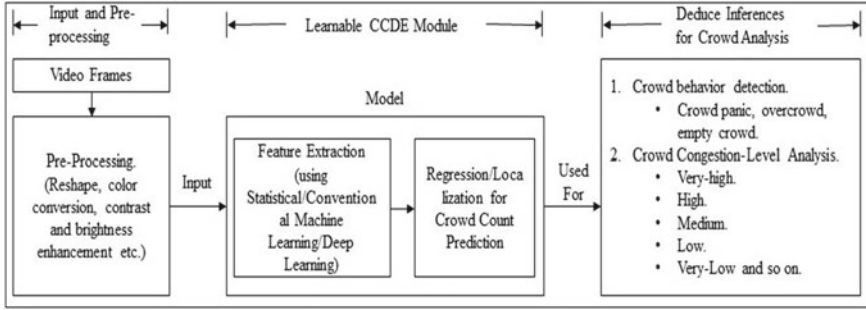 Input and Pre-
processing
Learnable CCDE Module
Deduce Inferences
for Crowd Analysis
Video Frames
Pre-Processing.
(Reshape, color
conversion, contrast
and brightness
enhancement etc.)
Input
Model
Feature Extraction
(using
Statistical/Convention
al Machine
Learning/Deep
Learning)
Regression/Loca
lization for
Crowd Count
Prediction
Used
For
1. Crowd behavior detection.
• Crowd panic, overcrowd,
empty crowd.
2. Crowd Congestion-Level Analysis.
• Very-high.
• High.
• Medium.
• Low.
• Very-Low and so on.